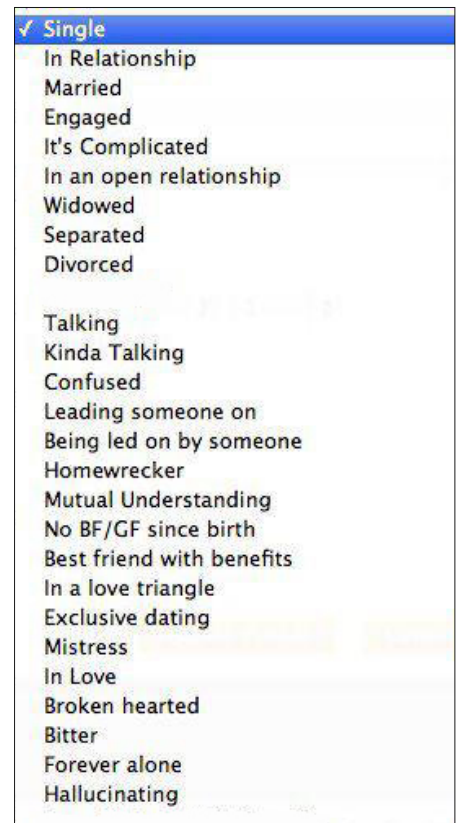 ✓ Single
In Relationship
Married
Engaged
It's Complicated
In an open relationship
Widowed
Separated
Divorced
Talking
Kinda Talking
Confused
Leading someone on
Being led on by someone
Homewrecker
Mutual Understanding
No BF/GF since birth
Best friend with benefits
In a love triangle
Exclusive dating
Mistress
In Love
Broken hearted
Bitter
Forever alone
Hallucinating